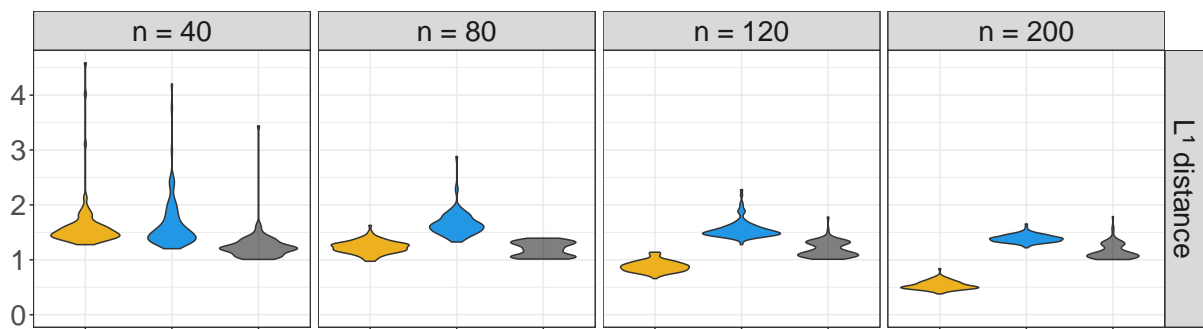 n = 40
n = 80
n = 120
n = 200
4
3
2
1
0
L¹ distance